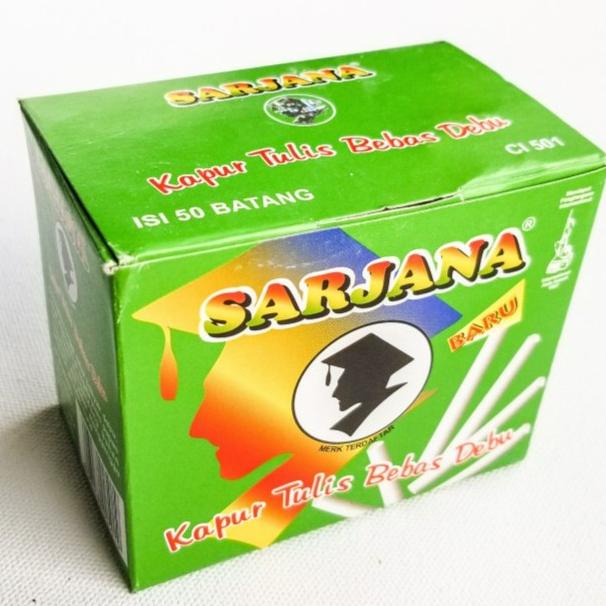 SARJANA
Kapur Tulis Bebas Debu
ISI 50 BATANG
CI 501
SARJANA®
BARU
MERK TERDAFTAR
Kapur Tulis Bebas Debu